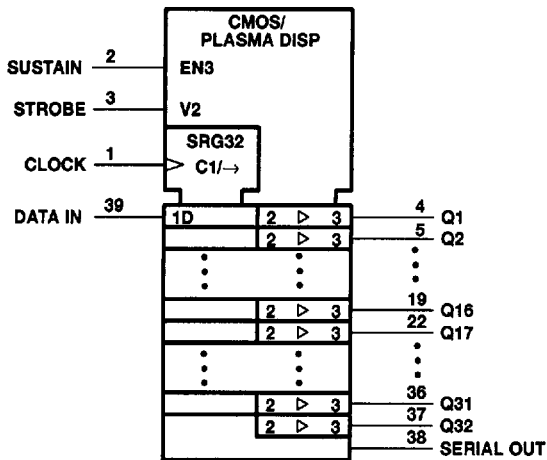 CMOS/
PLASMA DISP
SUSTAIN 2 EN3
STROBE 3 V2
SRG32
CLOCK 1 C1/→
DATA IN 39 1D 2 ▷ 3 4 Q1
2 ▷ 3 5 Q2
2 ▷ 3 19 Q16
2 ▷ 3 22 Q17
2 ▷ 3 36 Q31
2 ▷ 3 37 Q32
38 SERIAL OUT